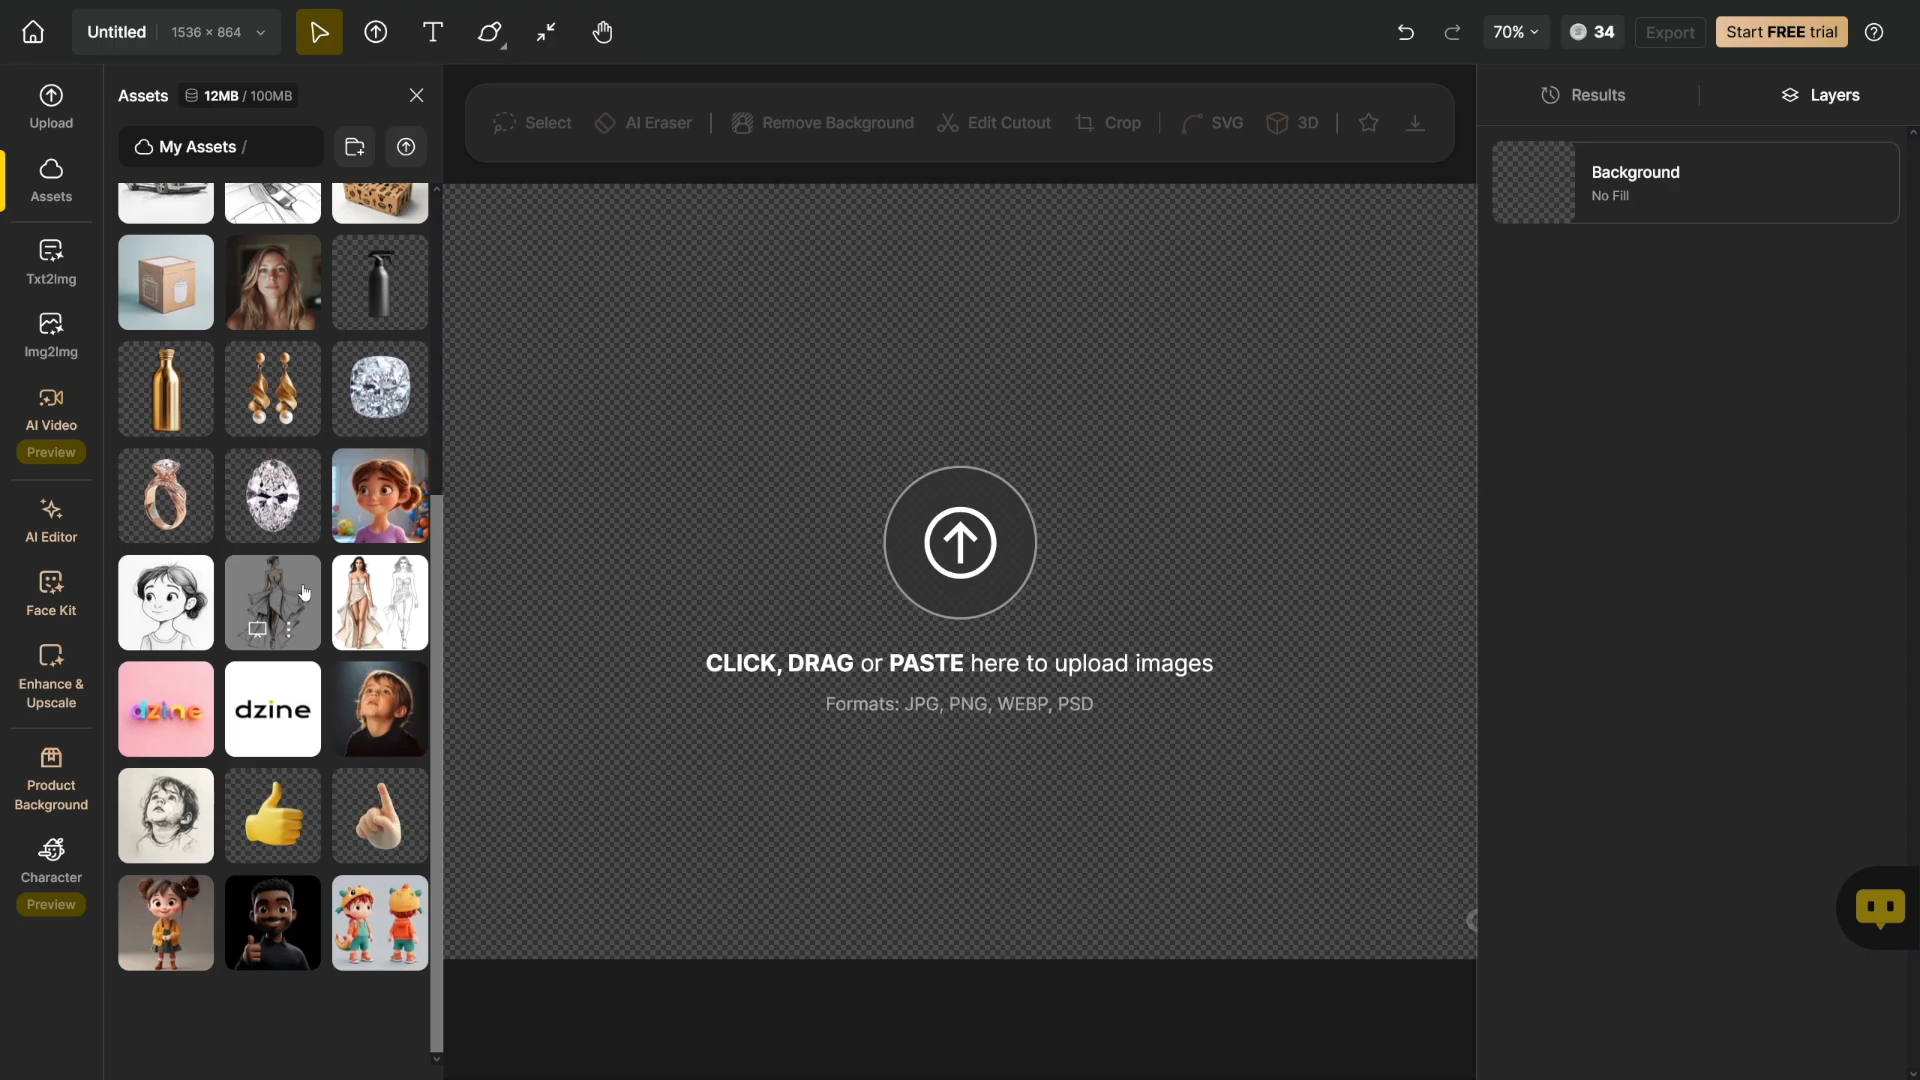 Untitled
1536 × 864
70%
34
Export
Start FREE trial
Upload
Assets
Txt2Img
Img2Img
AI Video
Preview
AI Editor
Face Kit
Enhance &
Upscale
Product
Background
Character
Preview
Assets
12MB / 100MB
My Assets /
dzine
dzine
Select
AI Eraser
Remove Background
Edit Cutout
Crop
SVG
3D
CLICK, DRAG or PASTE here to upload images
Formats: JPG, PNG, WEBP, PSD
Results
Layers
Background
No Fill